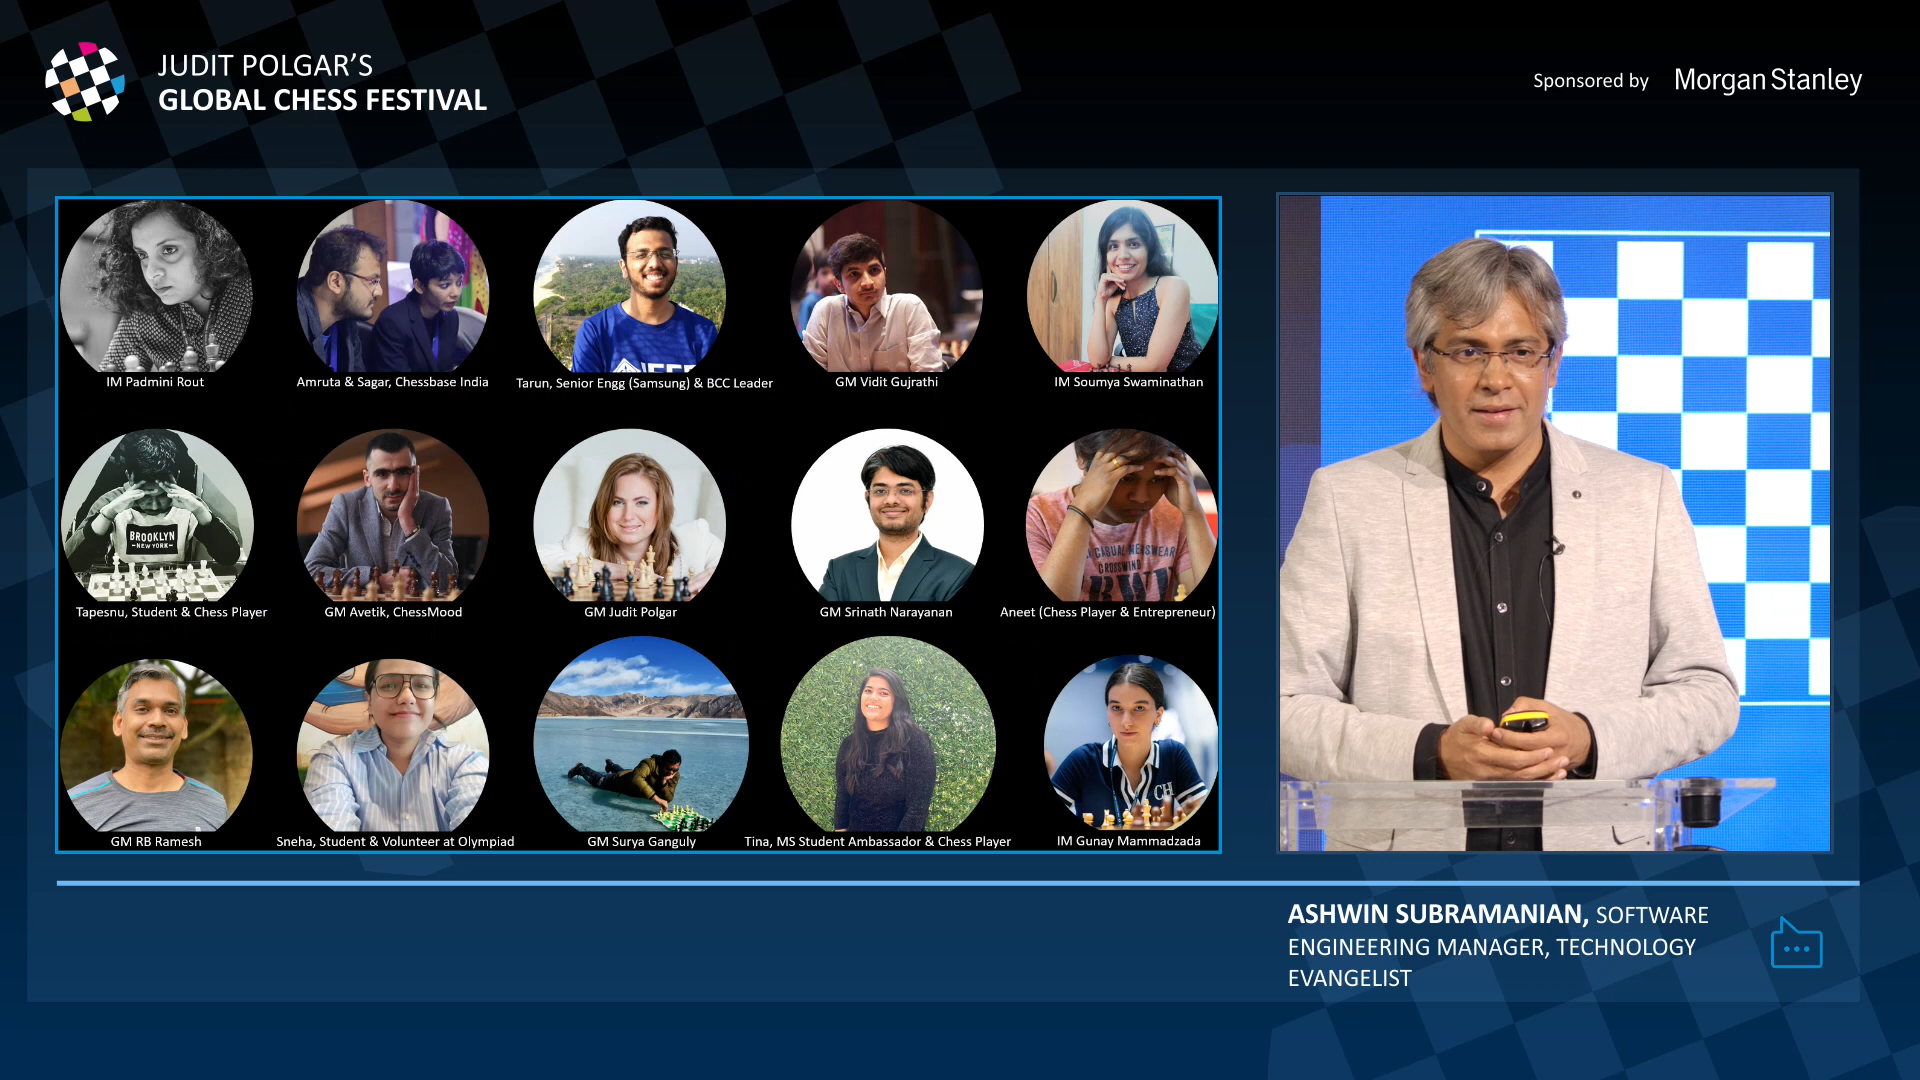 JUDIT POLGAR'S
GLOBAL CHESS FESTIVAL
Sponsored by Morgan Stanley
IM Padmini Rout
Amruta & Sagar, Chessbase India
Tarun, Senior Engg (Samsung) & BCC Leader
GM Vidit Gujrathi
IM Soumya Swaminathan
BROOKLYN
NEW YORK
Tapesnu, Student & Chess Player
GM Avetik, ChessMood
GM Judit Polgar
GM Srinath Narayanan
Aneet (Chess Player & Entrepreneur)
GM RB Ramesh
Sneha, Student & Volunteer at Olympiad
GM Surya Ganguly
Tina, MS Student Ambassador & Chess Player
CH
IM Gunay Mammadzada
ASHWIN SUBRAMANIAN, SOFTWARE
ENGINEERING MANAGER, TECHNOLOGY
EVANGELIST